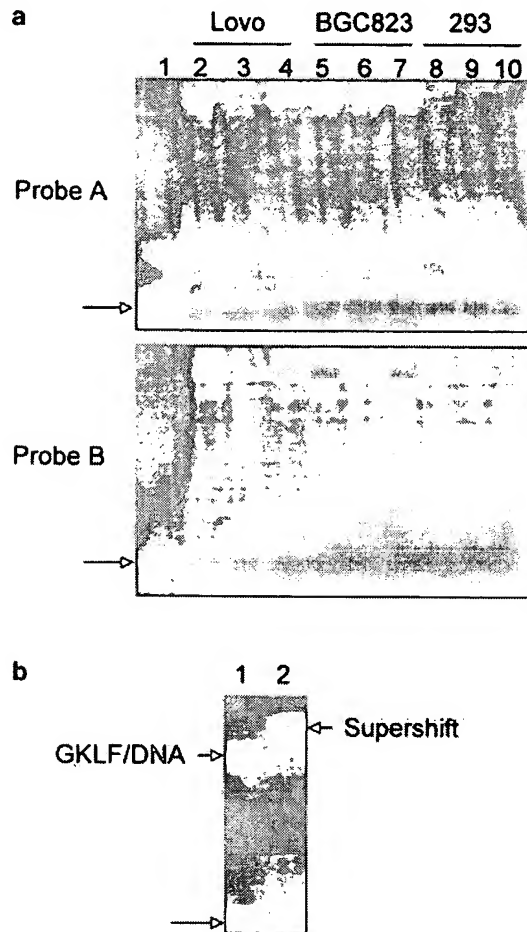 a
Lovo BGC823 293
1 2 3 4 5 6 7 8 9 10
Probe A
Probe B
b
1 2
GKLF/DNA
Supershift